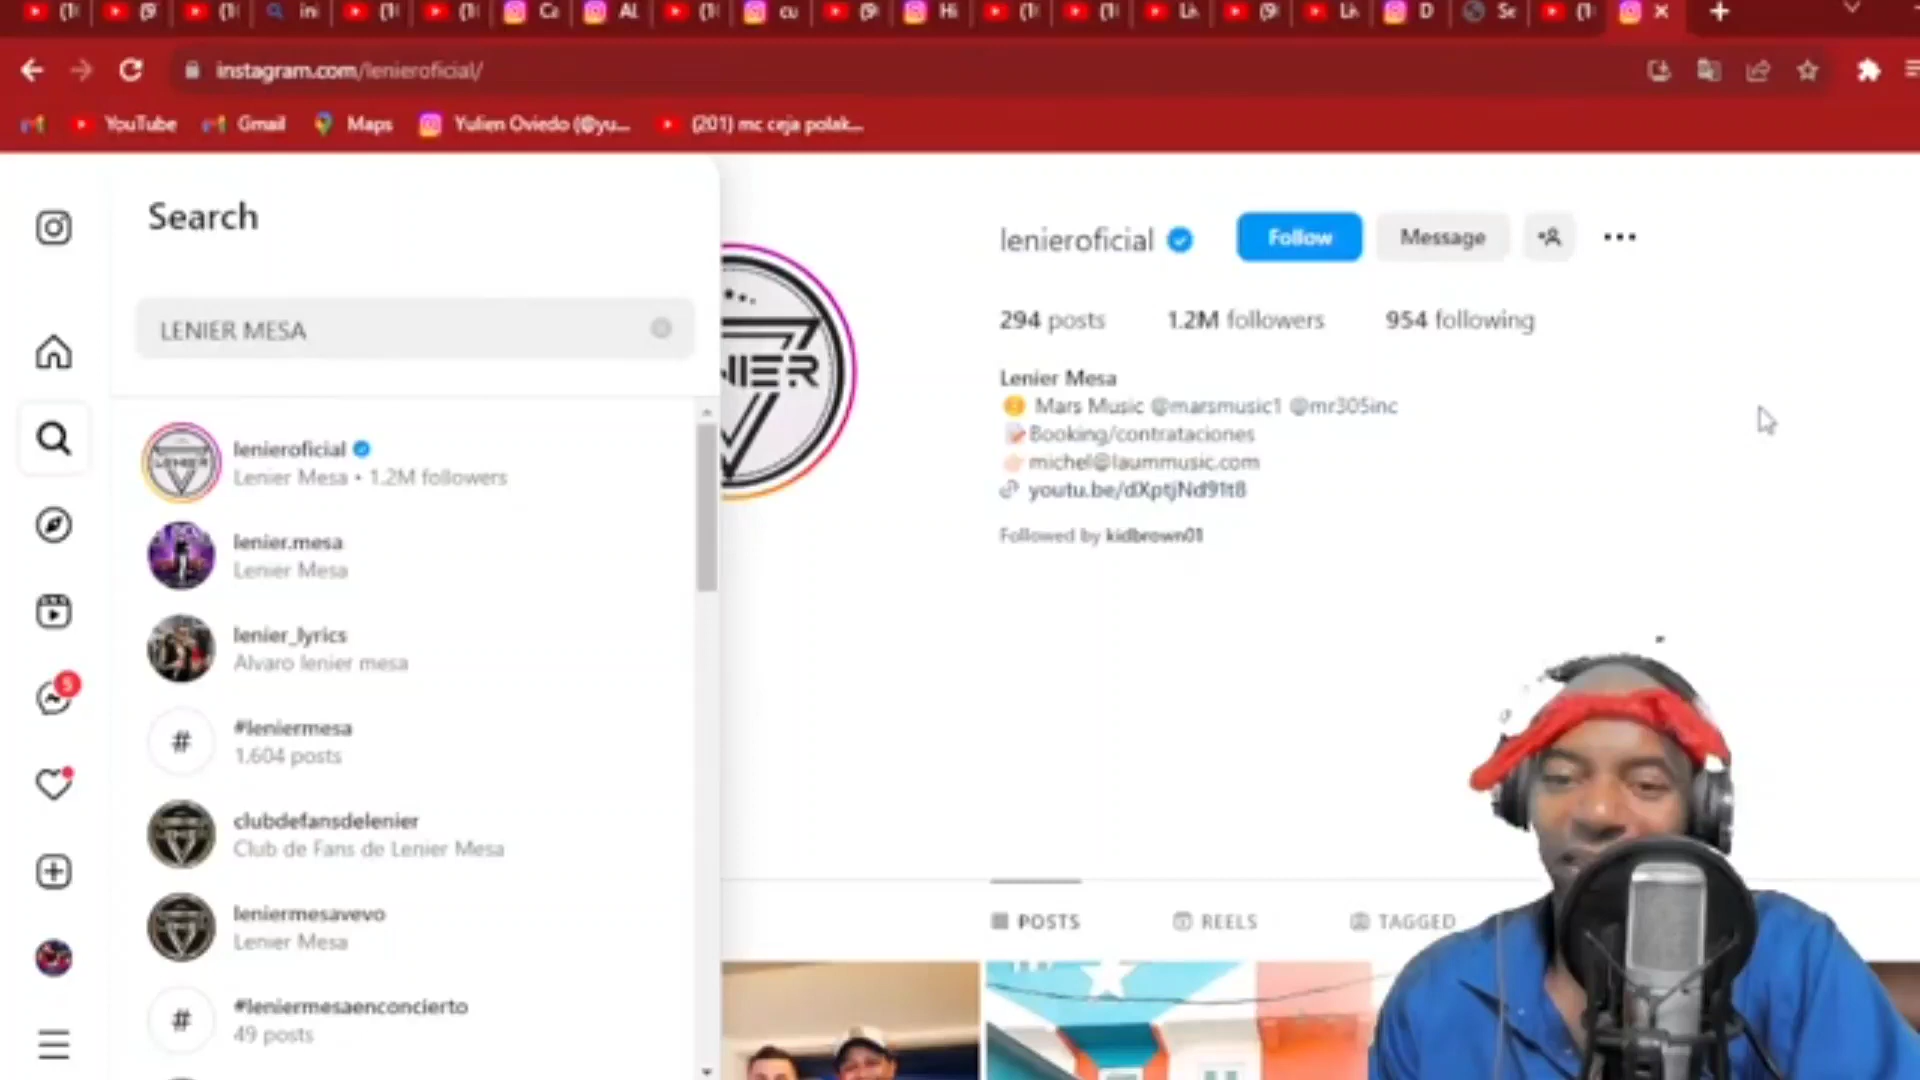 instagram.com/lenieroficial/
YouTube Gmail Maps Yulien Oviedo (@yu... (201) mc ceja polak...
Search
LENIER MESA
lenieroficial
Lenier Mesa • 1.2M followers
lenier.mesa
Lenier Mesa
lenier_lyrics
Alvaro lenier mesa
#
#leniermesa
1.604 posts
clubdefansdelenier
Club de Fans de Lenier Mesa
leniermesavevo
Lenier Mesa
#
#leniermesaenconcierto
49 posts
5
lenieroficial Follow Message
294 posts 1.2M followers 954 following
Lenier Mesa
Mars Music @marsmusic1 @mr305inc
Booking/contrataciones
michel@laummusic.com
youtu.be/dXptjNd91t8
Followed by kidbrown01
POSTS REELS TAGGED
LENIER